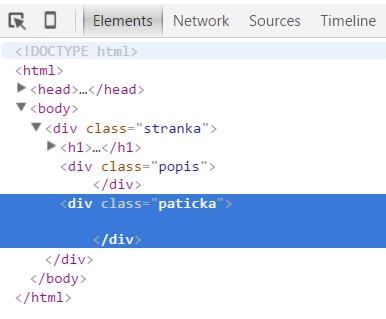 Elements Network Sources Timeline
<!DOCTYPE html>
<html>
<head>…</head>
<body>
<div class="stranka">
<h1>…</h1>
<div class="popis">
</div>
<div class="paticka">
</div>
</div>
</body>
</html>